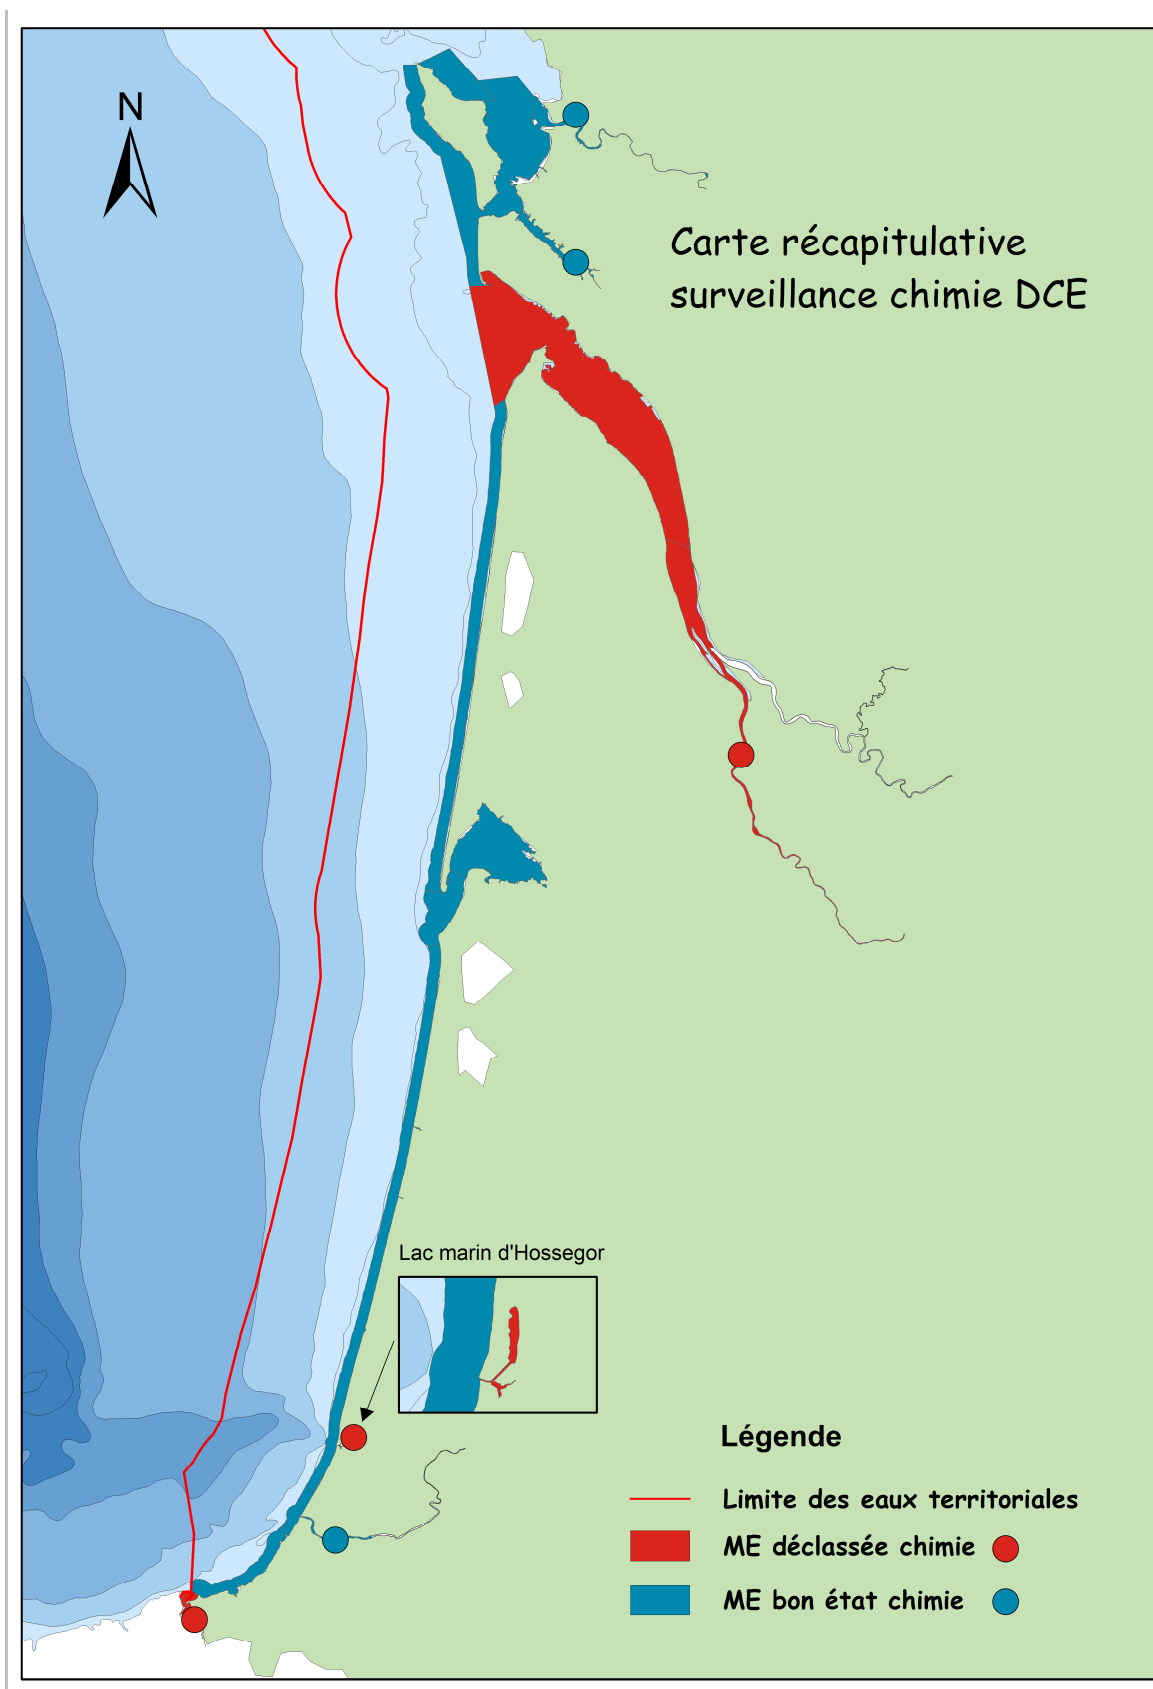 N
Carte récapitulative
surveillance chimie DCE
Lac marin d'Hossegor
Légende
Limite des eaux territoriales
ME déclassée chimie
ME bon état chimie